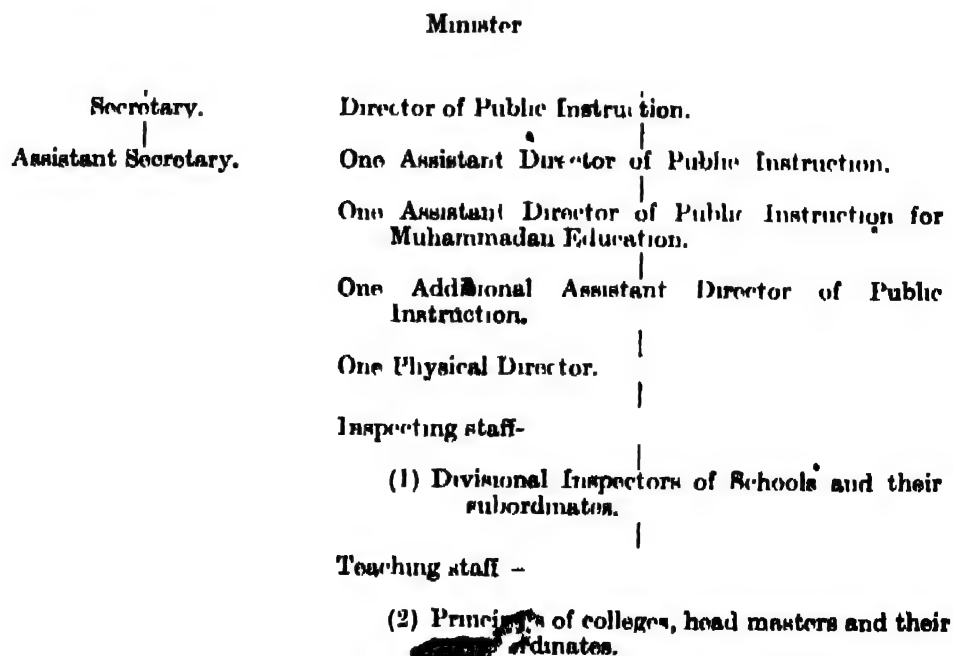 Minister
Secretary.
Assistant Secretary.
Director of Public Instruction.
One Assistant Director of Public Instruction.
One Assistant Director of Public Instruction for
Muhammadan Education.
One Additional Assistant Director of Public
Instruction.
One Physical Director.
Inspecting staff-
(1) Divisional Inspectors of Schools and their
subordinates.
Teaching staff –
(2) of colleges, head masters and their